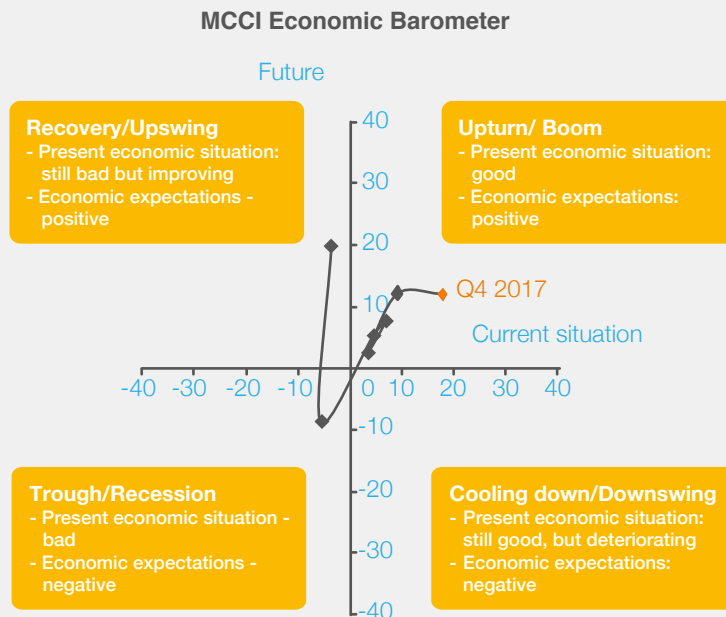 MCCI Economic Barometer
Future
Recovery/Upswing
- Present economic situation:
still bad but improving
- Economic expectations -
positive
Upturn/ Boom
- Present economic situation:
good
- Economic expectations:
positive
40
30
20
10
Q4 2017
Current situation
-40 -30 -20 -10 0 10 20 30 40
-10
-20
-30
-40
Trough/Recession
- Present economic situation -
bad
- Economic expectations -
negative
Cooling down/Downswing
- Present economic situation:
still good, but deteriorating
- Economic expectations:
negative